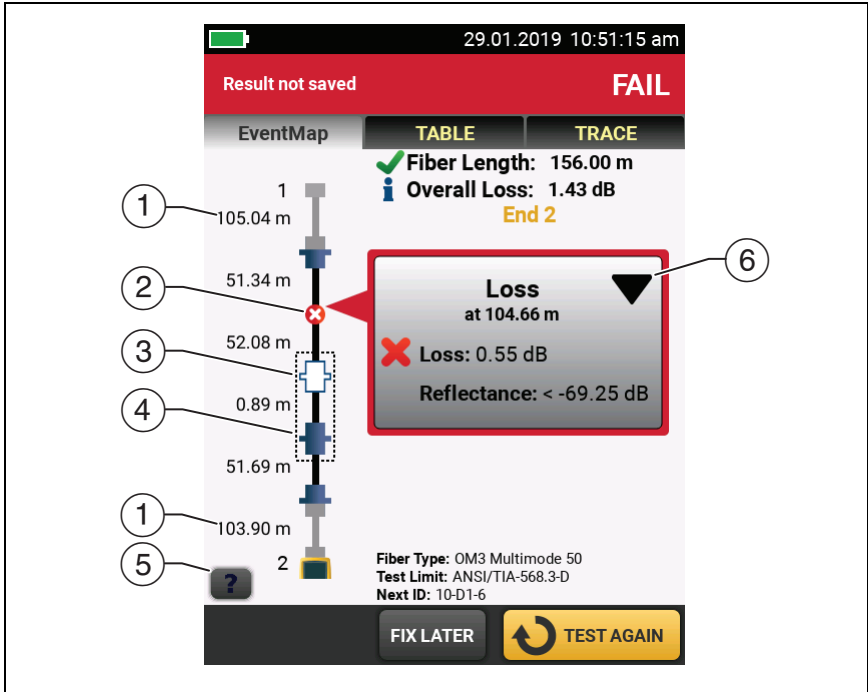 29.01.2019 10:51:15 am
Result not saved
FAIL
EventMap
TABLE
TRACE
Fiber Length: 156.00 m
Overall Loss: 1.43 dB
End 2
1
1
105.04 m
51.34 m
2
Loss
at 104.66 m
Loss: 0.55 dB
Reflectance: < -69.25 dB
6
52.08 m
3
0.89 m
4
51.69 m
1
103.90 m
5
2
?
Fiber Type: OM3 Multimode 50
Test Limit: ANSI/TIA-568.3-D
Next ID: 10-D1-6
FIX LATER
TEST AGAIN